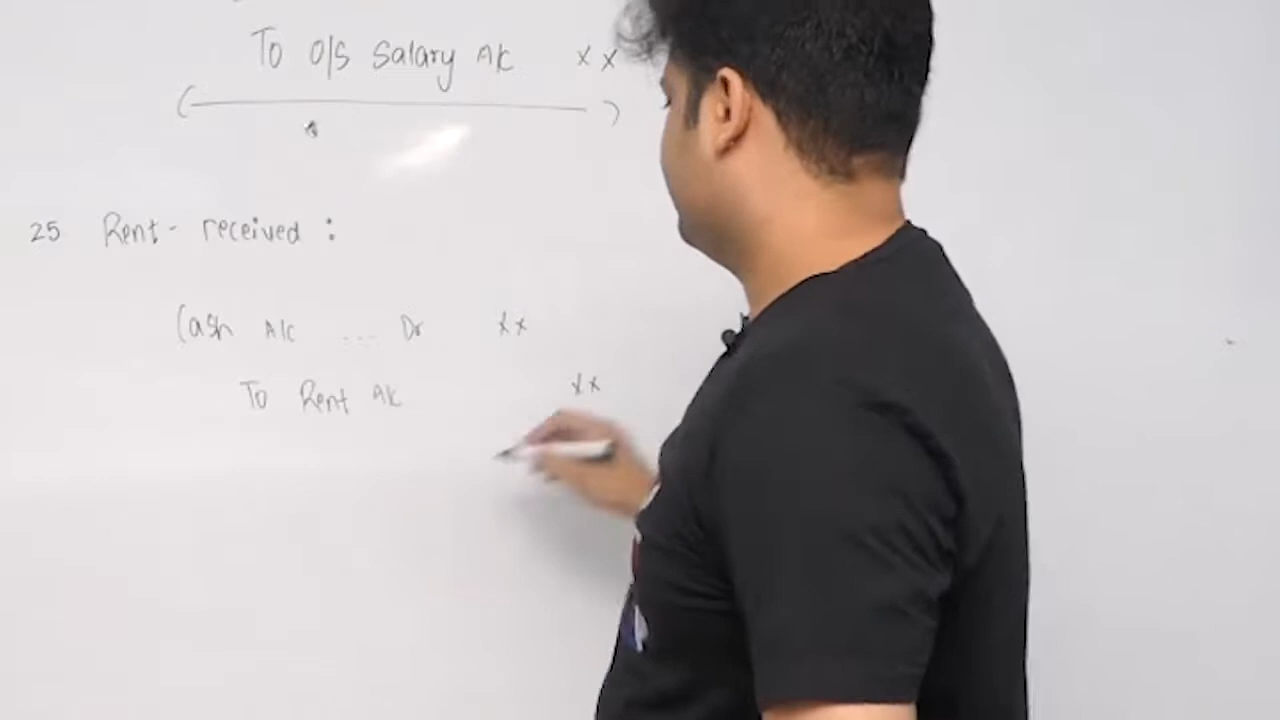 To O/S Salary A/c xx
25 Rent - received :
Cash A/c ... Dr xx
To Rent A/c xx